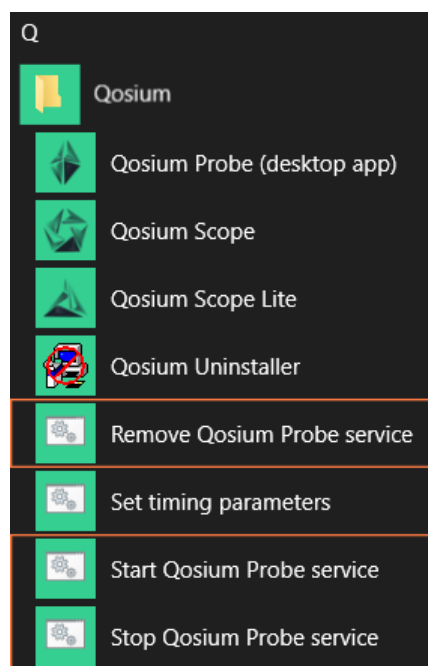 Q
Qosium
Qosium Probe (desktop app)
Qosium Scope
Qosium Scope Lite
Qosium Uninstaller
Remove Qosium Probe service
Set timing parameters
Start Qosium Probe service
Stop Qosium Probe service